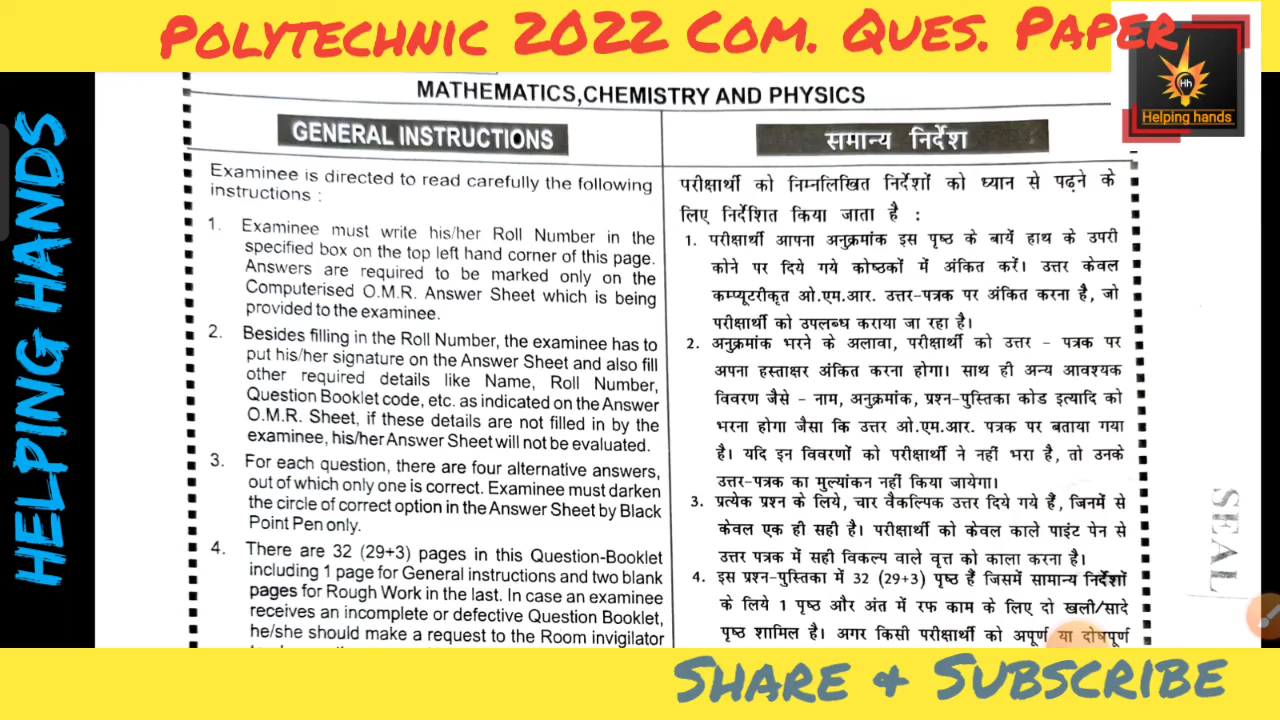 POLYTECHNIC 2022 COM. QUES. PAPER
Hh
Helping hands
HELPING HANDS
MATHEMATICS,CHEMISTRY AND PHYSICS
GENERAL INSTRUCTIONS
Examinee is directed to read carefully the following
instructions :
1. Examinee must write his/her Roll Number in the
specified box on the top left hand corner of this page.
Answers are required to be marked only on the
Computerised O.M.R. Answer Sheet which is being
provided to the examinee.
2. Besides filling in the Roll Number, the examinee has to
put his/her signature on the Answer Sheet and also fill
other required details like Name, Roll Number,
Question Booklet code, etc. as indicated on the Answer
O.M.R. Sheet, if these details are not filled in by the
examinee, his/her Answer Sheet will not be evaluated.
3. For each question, there are four alternative answers,
out of which only one is correct. Examinee must darken
the circle of correct option in the Answer Sheet by Black
Point Pen only.
4. There are 32 (29+3) pages in this Question-Booklet
including 1 page for General instructions and two blank
pages for Rough Work in the last. In case an examinee
receives an incomplete or defective Question Booklet,
he/she should make a request to the Room invigilator
समान्य निर्देश
परीक्षार्थी को निम्नलिखित निर्देशों को ध्यान से पढ़ने के
लिए निर्देशित किया जाता है :
1. परीक्षार्थी आपना अनुक्रमांक इस पृष्ठ के बायें हाथ के उपरी
कोने पर दिये गये कोष्ठकों में अंकित करें। उत्तर केवल
कम्प्यूटरीकृत ओ.एम.आर. उत्तर-पत्रक पर अंकित करना है, जो
परीक्षार्थी को उपलब्ध कराया जा रहा है।
2. अनुक्रमांक भरने के अलावा, परीक्षार्थी को उत्तर - पत्रक पर
अपना हस्ताक्षर अंकित करना होगा। साथ ही अन्य आवश्यक
विवरण जैसे - नाम, अनुक्रमांक, प्रश्न-पुस्तिका कोड इत्यादि को
भरना होगा जैसा कि उत्तर ओ.एम.आर. पत्रक पर बताया गया
है। यदि इन विवरणों को परीक्षार्थी ने नहीं भरा है, तो उनके
उत्तर-पत्रक का मुल्यांकन नहीं किया जायेगा।
3. प्रत्येक प्रश्न के लिये, चार वैकल्पिक उत्तर दिये गये हैं, जिनमें से
केवल एक ही सही है। परीक्षार्थी को केवल काले पाइंट पेन से
उत्तर पत्रक में सही विकल्प वाले वृत्त को काला करना है।
4. इस प्रश्न-पुस्तिका में 32 (29+3) पृष्ठ हैं जिसमें सामान्य निर्देशों
के लिये 1 पृष्ठ और अंत में रफ काम के लिए दो खली/सादे
पृष्ठ शामिल है। अगर किसी परीक्षार्थी को अपूर्ण या दोषपूर्ण
SEAL
SHARE & SUBSCRIBE